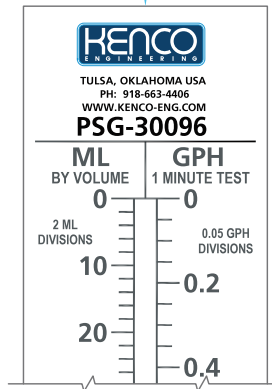 KENCO
ENGINEERING
TULSA, OKLAHOMA USA
PH: 918-663-4406
WWW.KENCO-ENG.COM
PSG-30096
ML GPH
BY VOLUME 1 MINUTE TEST
0 0
2 ML
DIVISIONS
0.05 GPH
DIVISIONS
10
0.2
20
0.4